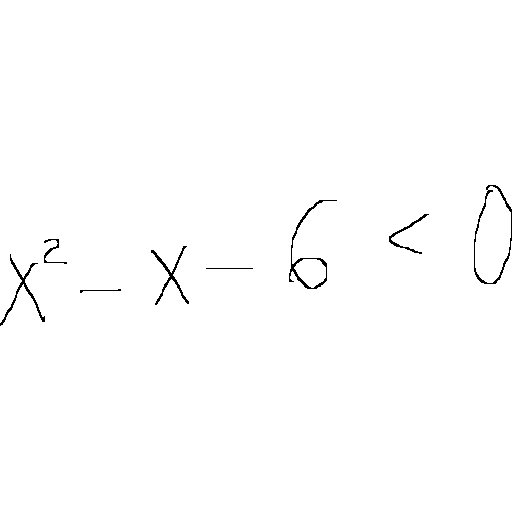 x² - x - 6 < 0